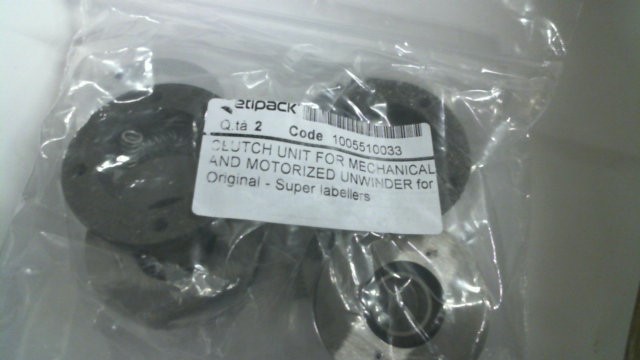 etipack
Q.tà 2 Code 1005510033
CLUTCH UNIT FOR MECHANICAL
AND MOTORIZED UNWINDER for
Original - Super labellers